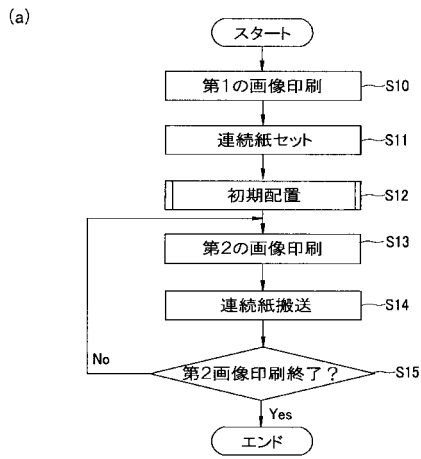 (a)
スタート
第1の画像印刷
S10
連続紙セット
S11
初期配置
S12
第2の画像印刷
S13
連続紙搬送
S14
No
第2画像印刷終了?
S15
Yes
エンド